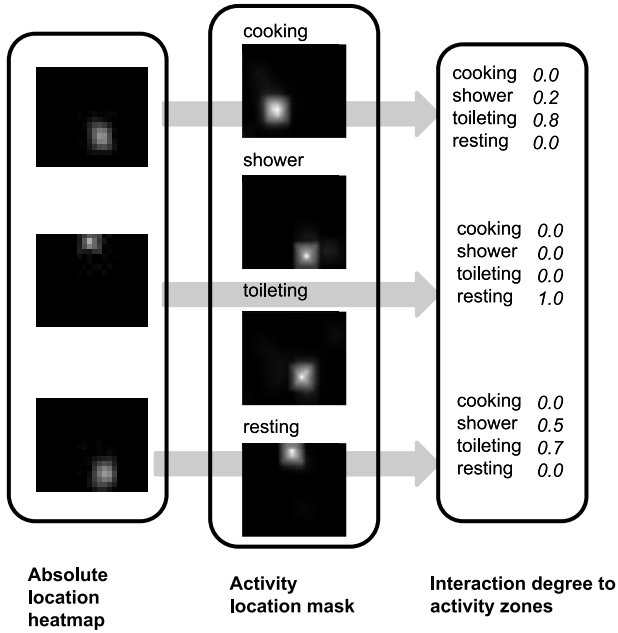 cooking
shower
toileting
resting
cooking 0.0
shower 0.2
toileting 0.8
resting 0.0
cooking 0.0
shower 0.0
toileting 0.0
resting 1.0
cooking 0.0
shower 0.5
toileting 0.7
resting 0.0
Absolute
location
heatmap
Activity
location mask
Interaction degree to
activity zones